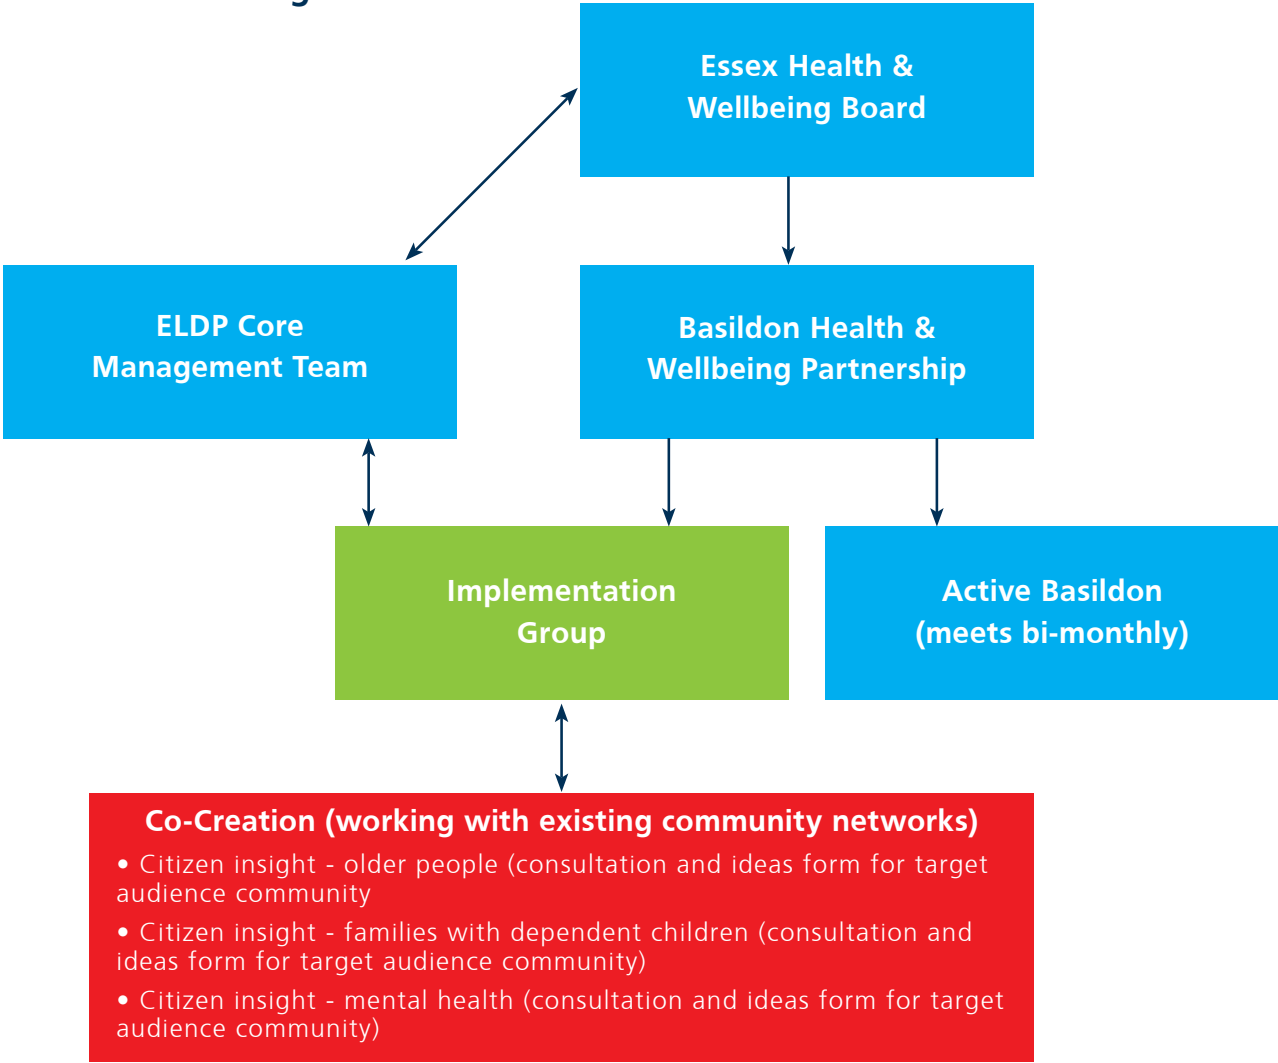 Essex Health &
Wellbeing Board
ELDP Core
Management Team
Basildon Health &
Wellbeing Partnership
Implementation
Group
Active Basildon
(meets bi-monthly)
Co-Creation (working with existing community networks)
• Citizen insight - older people (consultation and ideas form for target
audience community
• Citizen insight - families with dependent children (consultation and
ideas form for target audience community)
• Citizen insight - mental health (consultation and ideas form for target
audience community)